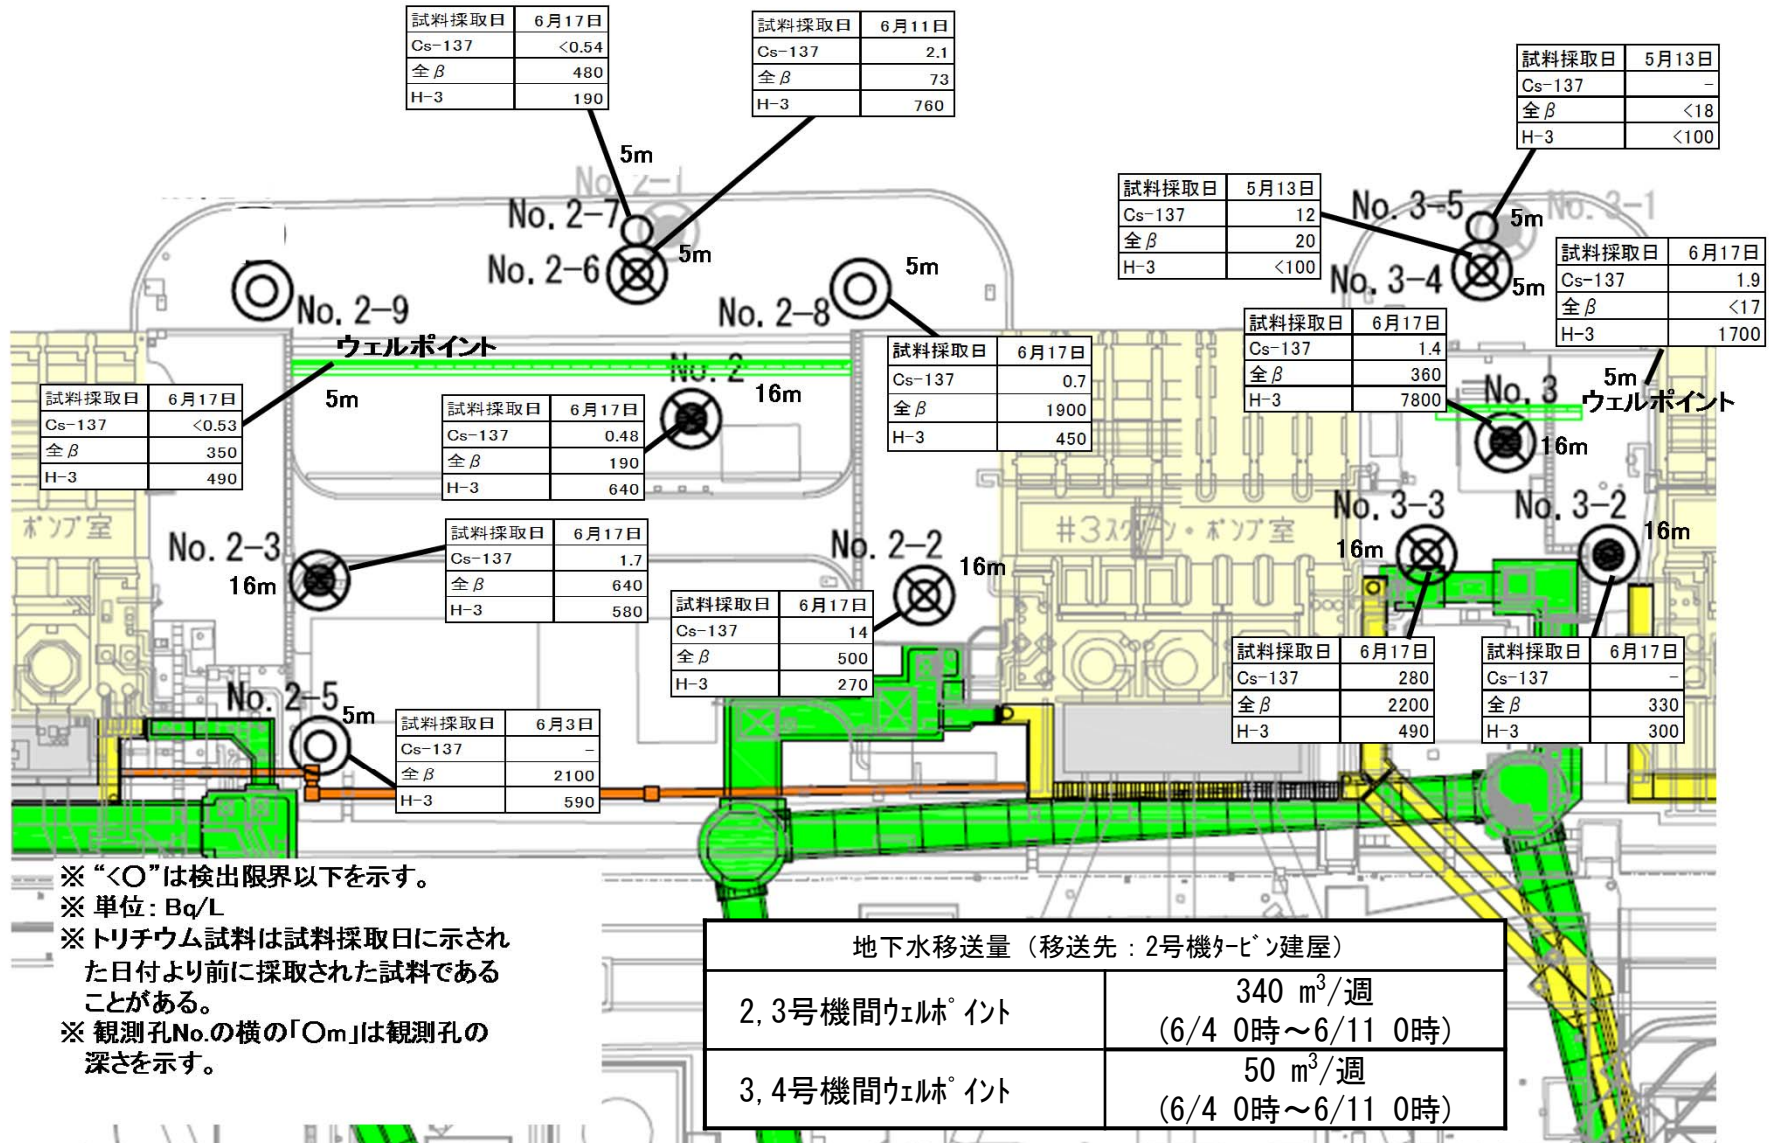 試料採取日 6月17日
Cs-137 <0.54
全β 480
H-3 190
試料採取日 6月11日
Cs-137 2.1
全β 73
H-3 760
試料採取日 5月13日
Cs-137 -
全β <18
H-3 <100
試料採取日 5月13日
Cs-137 12
全β 20
H-3 <100
試料採取日 6月17日
Cs-137 1.9
全β <17
H-3 1700
5m
No. 2-1
No. 2-7
No. 2-6
5m
No. 2-9
No. 2-8
5m
No. 3-5
5m
No. 3-1
No. 3-4
5m
ウェルポイント
5m
No. 2
16m
試料採取日 6月17日
Cs-137 <0.53
全β 350
H-3 490
試料採取日 6月17日
Cs-137 0.48
全β 190
H-3 640
試料採取日 6月17日
Cs-137 0.7
全β 1900
H-3 450
試料採取日 6月17日
Cs-137 1.4
全β 360
H-3 7800
5m
ウェルポイント
No. 3
16m
ポンプ室
No. 2-3
16m
試料採取日 6月17日
Cs-137 1.7
全β 640
H-3 580
No. 2-2
16m
#3スクリーン・ポンプ室
No. 3-3
16m
No. 3-2
16m
試料採取日 6月17日
Cs-137 14
全β 500
H-3 270
試料採取日 6月17日
Cs-137 280
全β 2200
H-3 490
試料採取日 6月17日
Cs-137 -
全β 330
H-3 300
No. 2-5
5m
試料採取日 6月3日
Cs-137 -
全β 2100
H-3 590
※ “<○”は検出限界以下を示す。
※ 単位：Bq/L
※ トリチウム試料は試料採取日に示され
た日付より前に採取された試料である
ことがある。
※ 観測孔No.の横の「○m」は観測孔の
深さを示す。
地下水移送量（移送先：2号機タービン建屋）
2,3号機間ウェルポイント 340 m³/週
(6/4 0時～6/11 0時)
3,4号機間ウェルポイント 50 m³/週
(6/4 0時～6/11 0時)